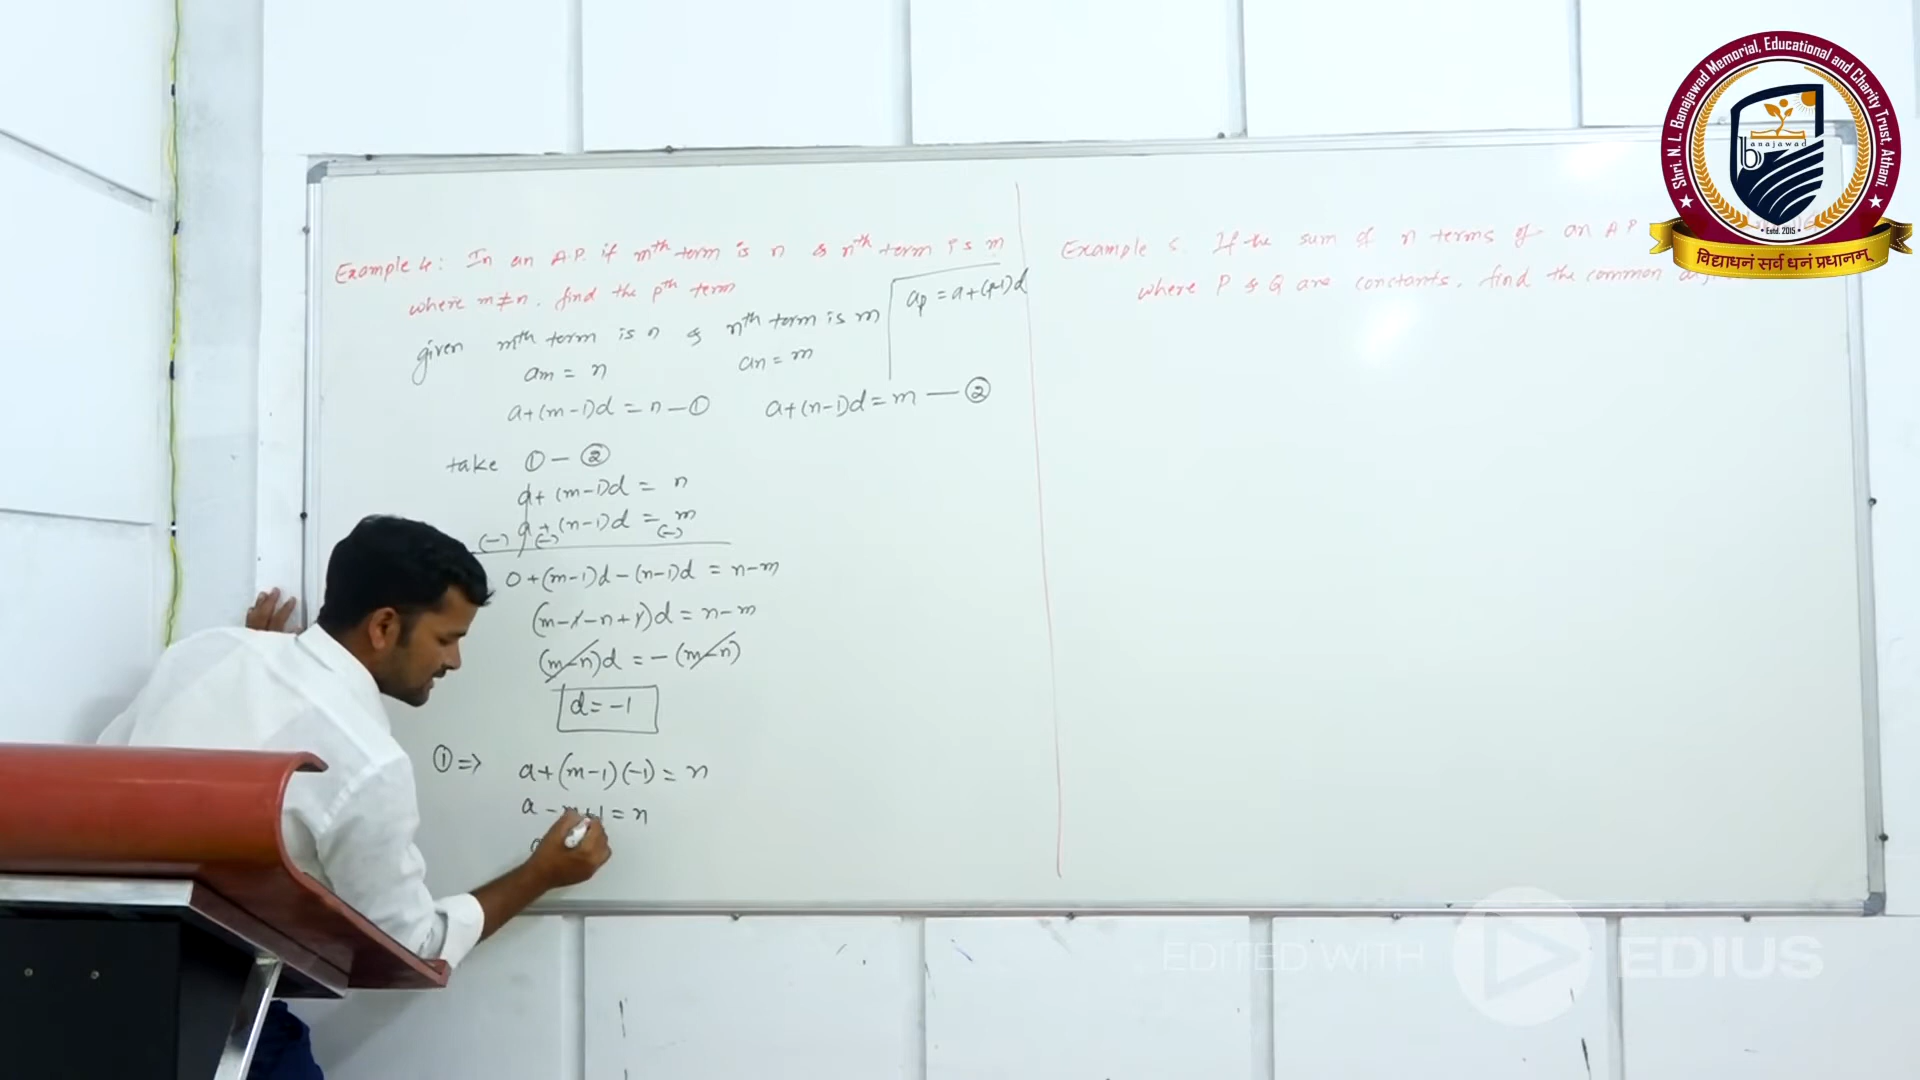 Example 4: In an A.P. if mth term is n & nth term is m
where m≠n, find the pth term
given mth term is n & nth term is m
am = n
an = m
ap = a+(p-1)d
a+(m-1)d = n — ①
a+(n-1)d = m — ②
take ① — ②
a+(m-1)d = n
a+(n-1)d = m
(-) (-) (-)
0+(m-1)d-(n-1)d = n-m
(m-1-n+1)d = n-m
(m-n)d = -(m-n)
d = -1
① ⇒ a+(m-1)(-1) = n
a-m+1 = n
Example 5. If the sum of n terms of an A.P
where P & Q are constants, find the common
Shri. N. L. Banajawad Memorial, Educational and Charity Trust, Athani.
banajawad
• Estd. 2015 •
विद्याधनं सर्व धनं प्रधानम्
EDITED WITH EDIUS